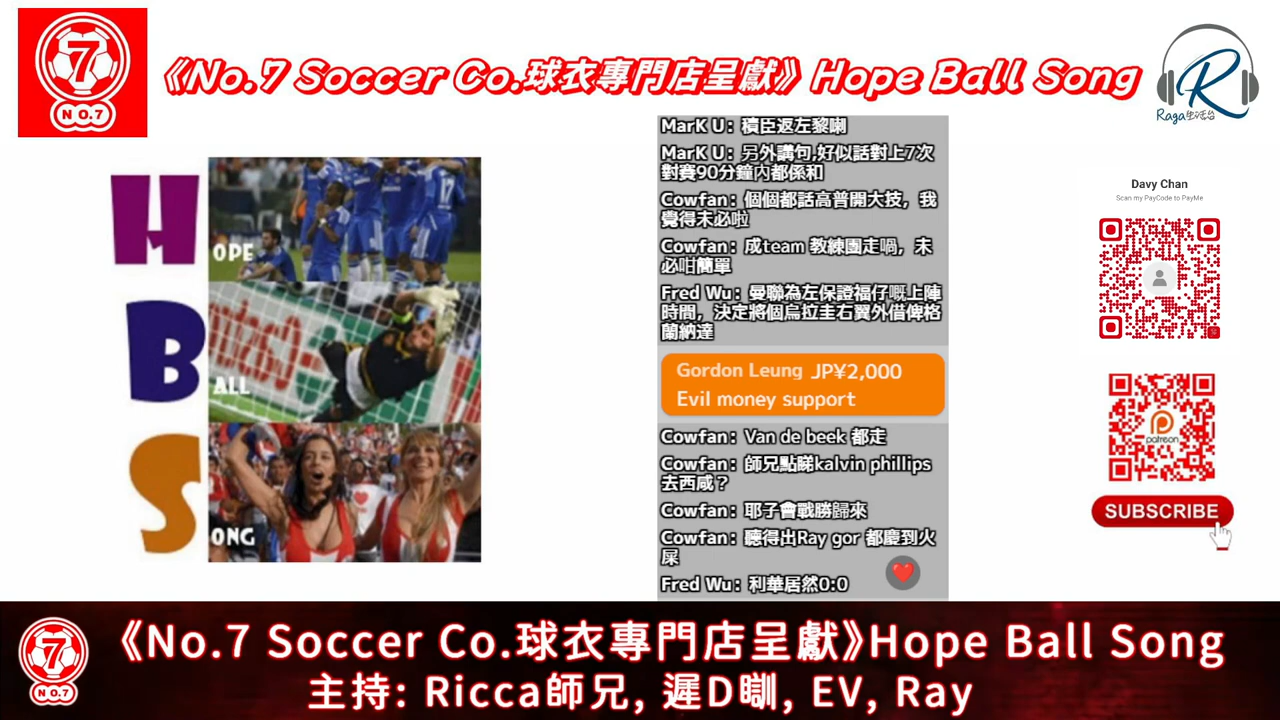 7
NO.7
《No.7 Soccer Co.球衣專門店呈獻》Hope Ball Song
R
Raga生活台
HOPE
BALL
SONG
17
MarK U: 積臣返左黎喇
MarK U: 另外講句,好似話對上7次
對賽90分鐘內都係和
Cowfan: 個個都話高普開大技，我
覺得未必啦
Cowfan: 成team 教練團走喎，未
必咁簡單
Fred Wu: 曼聯為左保證福仔嘅上陣
時間，決定將個烏拉圭右翼外借俾格
蘭納達
Gordon Leung JP¥2,000
Evil money support
Cowfan: Van de beek 都走
Cowfan: 師兄點睇kalvin phillips
去西咸？
Cowfan: 耶子會戰勝歸來
Cowfan: 聽得出Ray gor 都慶到火
屎
Fred Wu: 利華居然0:0
Davy Chan
Scan my PayCode to PayMe
patreon
SUBSCRIBE
7
NO.7
《No.7 Soccer Co.球衣專門店呈獻》Hope Ball Song
主持: Ricca師兄, 遲D瞓, EV, Ray